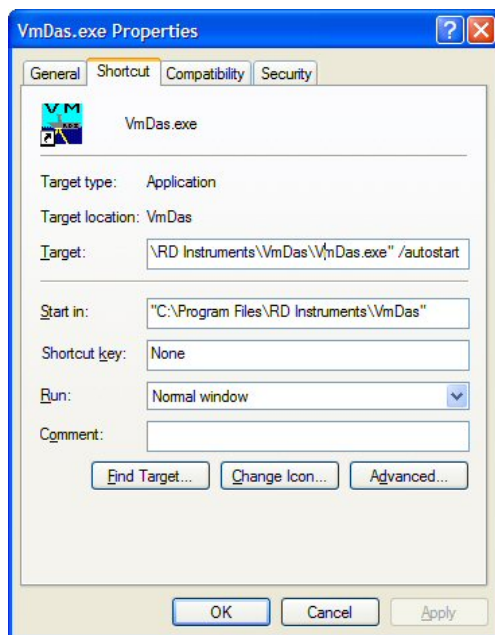 VmDas.exe Properties
General Shortcut Compatibility Security
VM
VmDas.exe
Target type: Application
Target location: VmDas
Target: \RD Instruments\VmDas\VmDas.exe" /autostart
Start in: "C:\Program Files\RD Instruments\VmDas"
Shortcut key: None
Run: Normal window
Comment:
Find Target... Change Icon... Advanced...
OK Cancel Apply